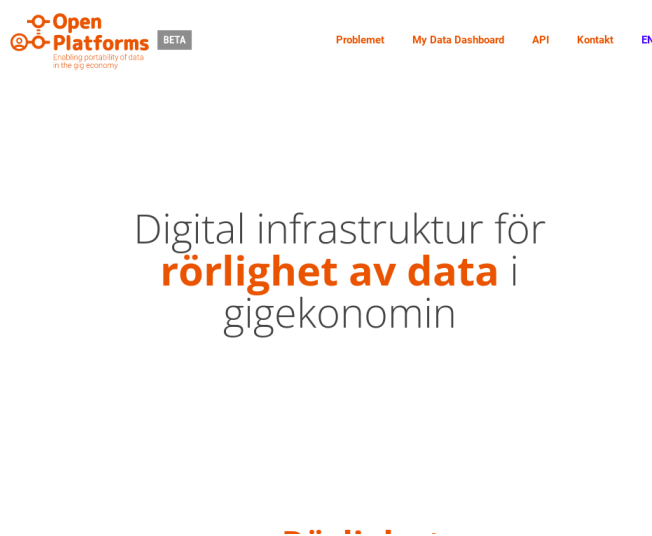 Open
Platforms
BETA
Enabling portability of data
in the gig economy
Problemet
My Data Dashboard
API
Kontakt
EN
Digital infrastruktur för
rörlighet av data i
gigekonomin